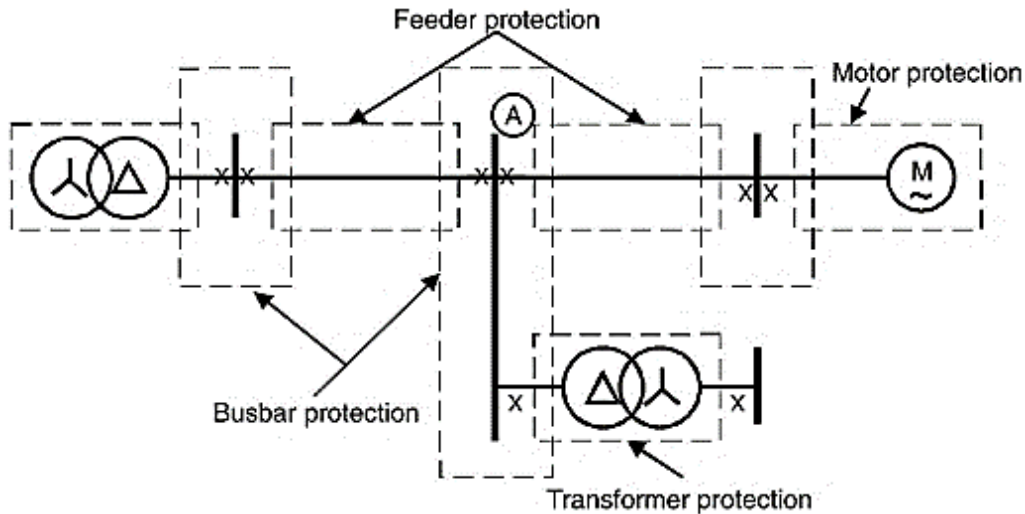 Feeder protection
Motor protection
A
M
~
Busbar protection
Transformer protection